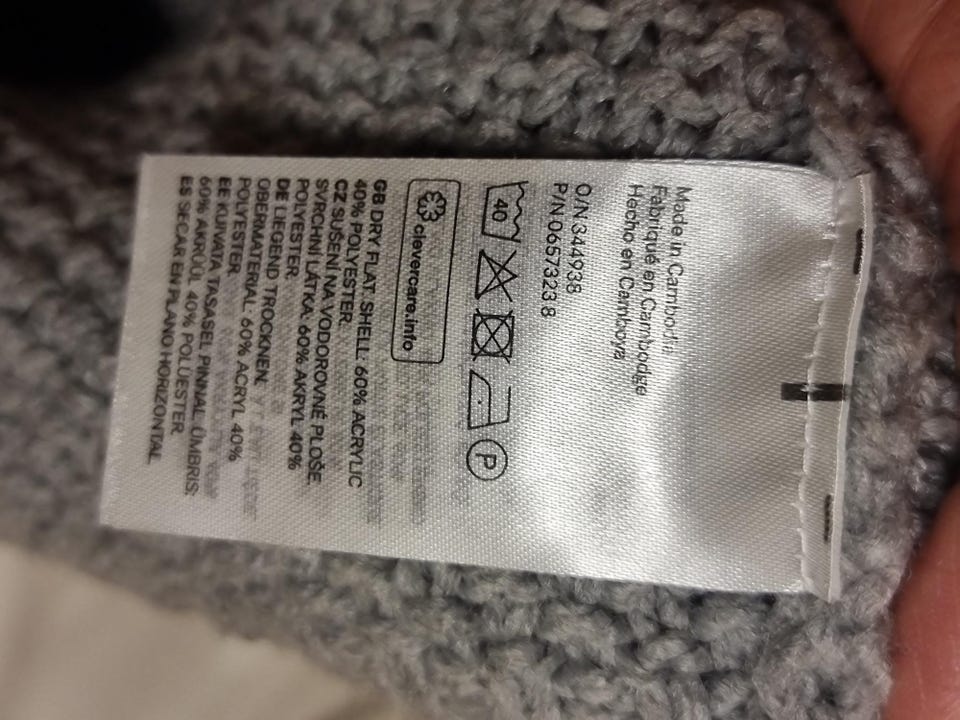 Made in Cambodia
Fabriqué en Cambodge
Hecho en Camboya
O/N 344938
P/N 0657323 8
40
P
clevercare.info
GB DRY FLAT. SHELL: 60% ACRYLIC
40% POLYESTER.
CZ SUŠENÍ NA VODOROVNÉ PLOŠE.
SVRCHNÍ LÁTKA: 60% AKRYL 40%
POLYESTER.
DE LIEGEND TROCKNEN.
OBERMATERIAL: 60% ACRYL 40%
POLYESTER.
EE KUIVATA TASASEL PINNAL. ÜMBRIS:
60% AKRÜÜL 40% POLÜESTER.
ES SECAR EN PLANO HORIZONTAL.